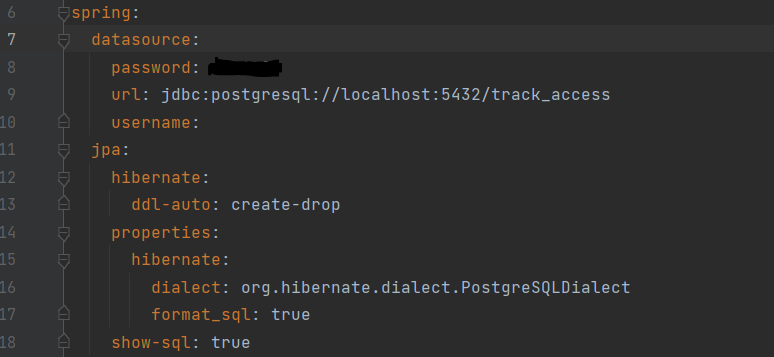 6 spring:
7 datasource:
8 password:
9 url: jdbc:postgresql://localhost:5432/track_access
10 username:
11 jpa:
12 hibernate:
13 ddl-auto: create-drop
14 properties:
15 hibernate:
16 dialect: org.hibernate.dialect.PostgreSQLDialect
17 format_sql: true
18 show-sql: true